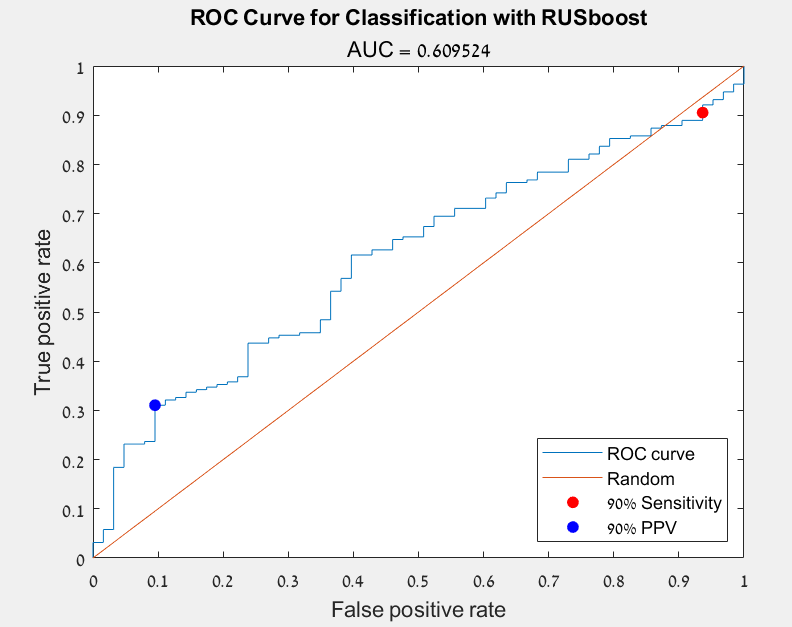 ROC Curve for Classification with RUSboost
AUC = 0.609524
1
0.9
0.8
0.7
0.6
0.5
0.4
0.3
0.2
0.1
0
True positive rate
ROC curve
Random
90% Sensitivity
90% PPV
0 0.1 0.2 0.3 0.4 0.5 0.6 0.7 0.8 0.9 1
False positive rate